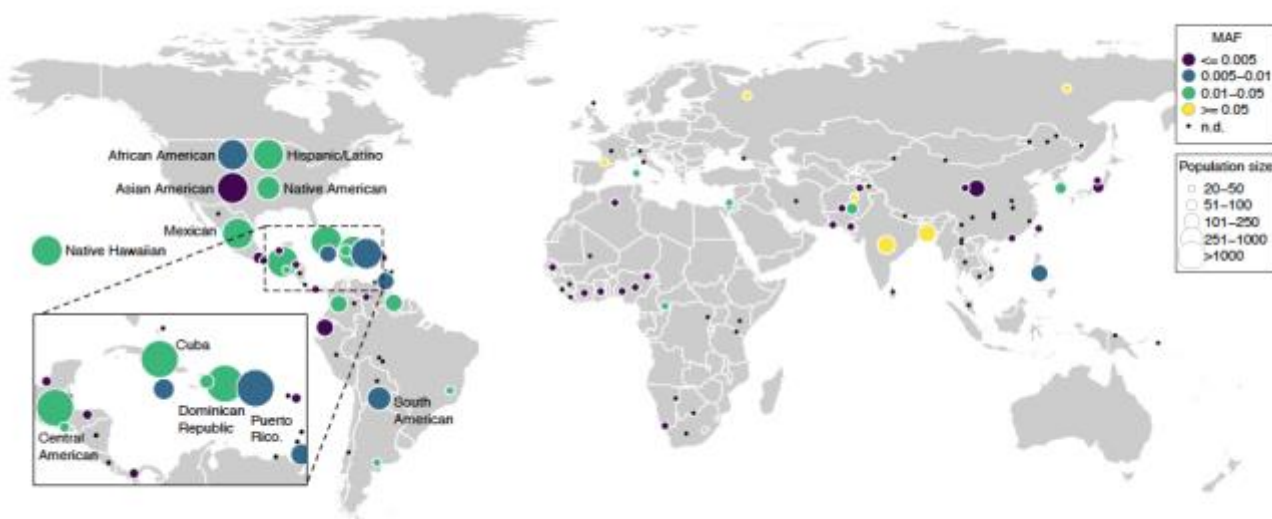 MAF
<= 0.005
0.005-0.01
0.01-0.05
>= 0.05
n.d.
Population size
20-50
51-100
101-250
251-1000
>1000
African American
Hispanic/Latino
Asian American
Native American
Mexican
Native Hawaiian
Cuba
Dominican
Republic
Puerto
Rico.
Central
American
South
American